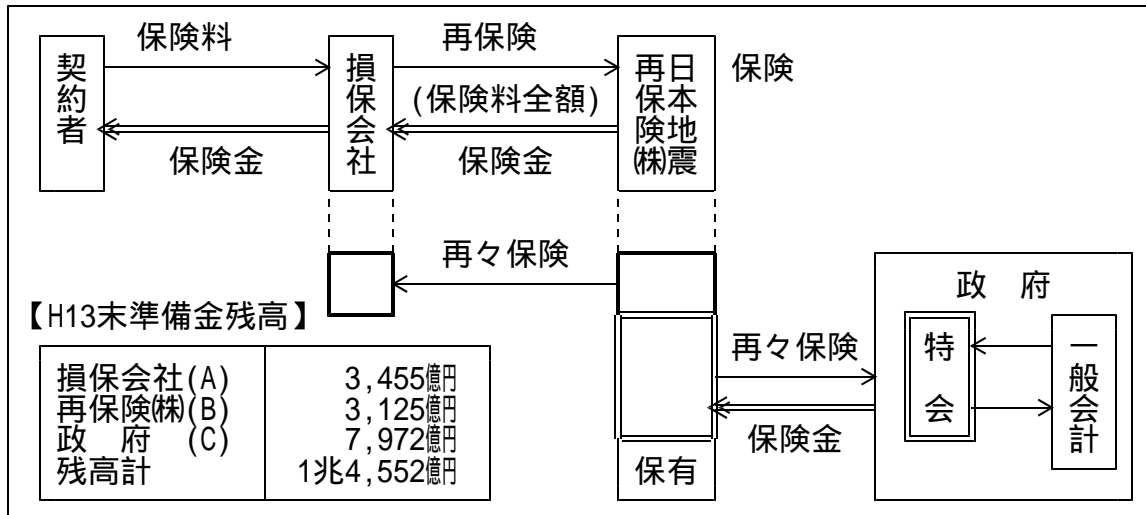 保険料
再保険
(保険料全額)
保険金
保険金
契約者
損保会社
日本地震
再保険㈱
保険
再々保険
【H13末準備金残高】
損保会社(A) 3,455億円
再保険㈱(B) 3,125億円
政　府　(C) 7,972億円
残高計 1兆4,552億円
保有
再々保険
保険金
政　府
特会
一般会計